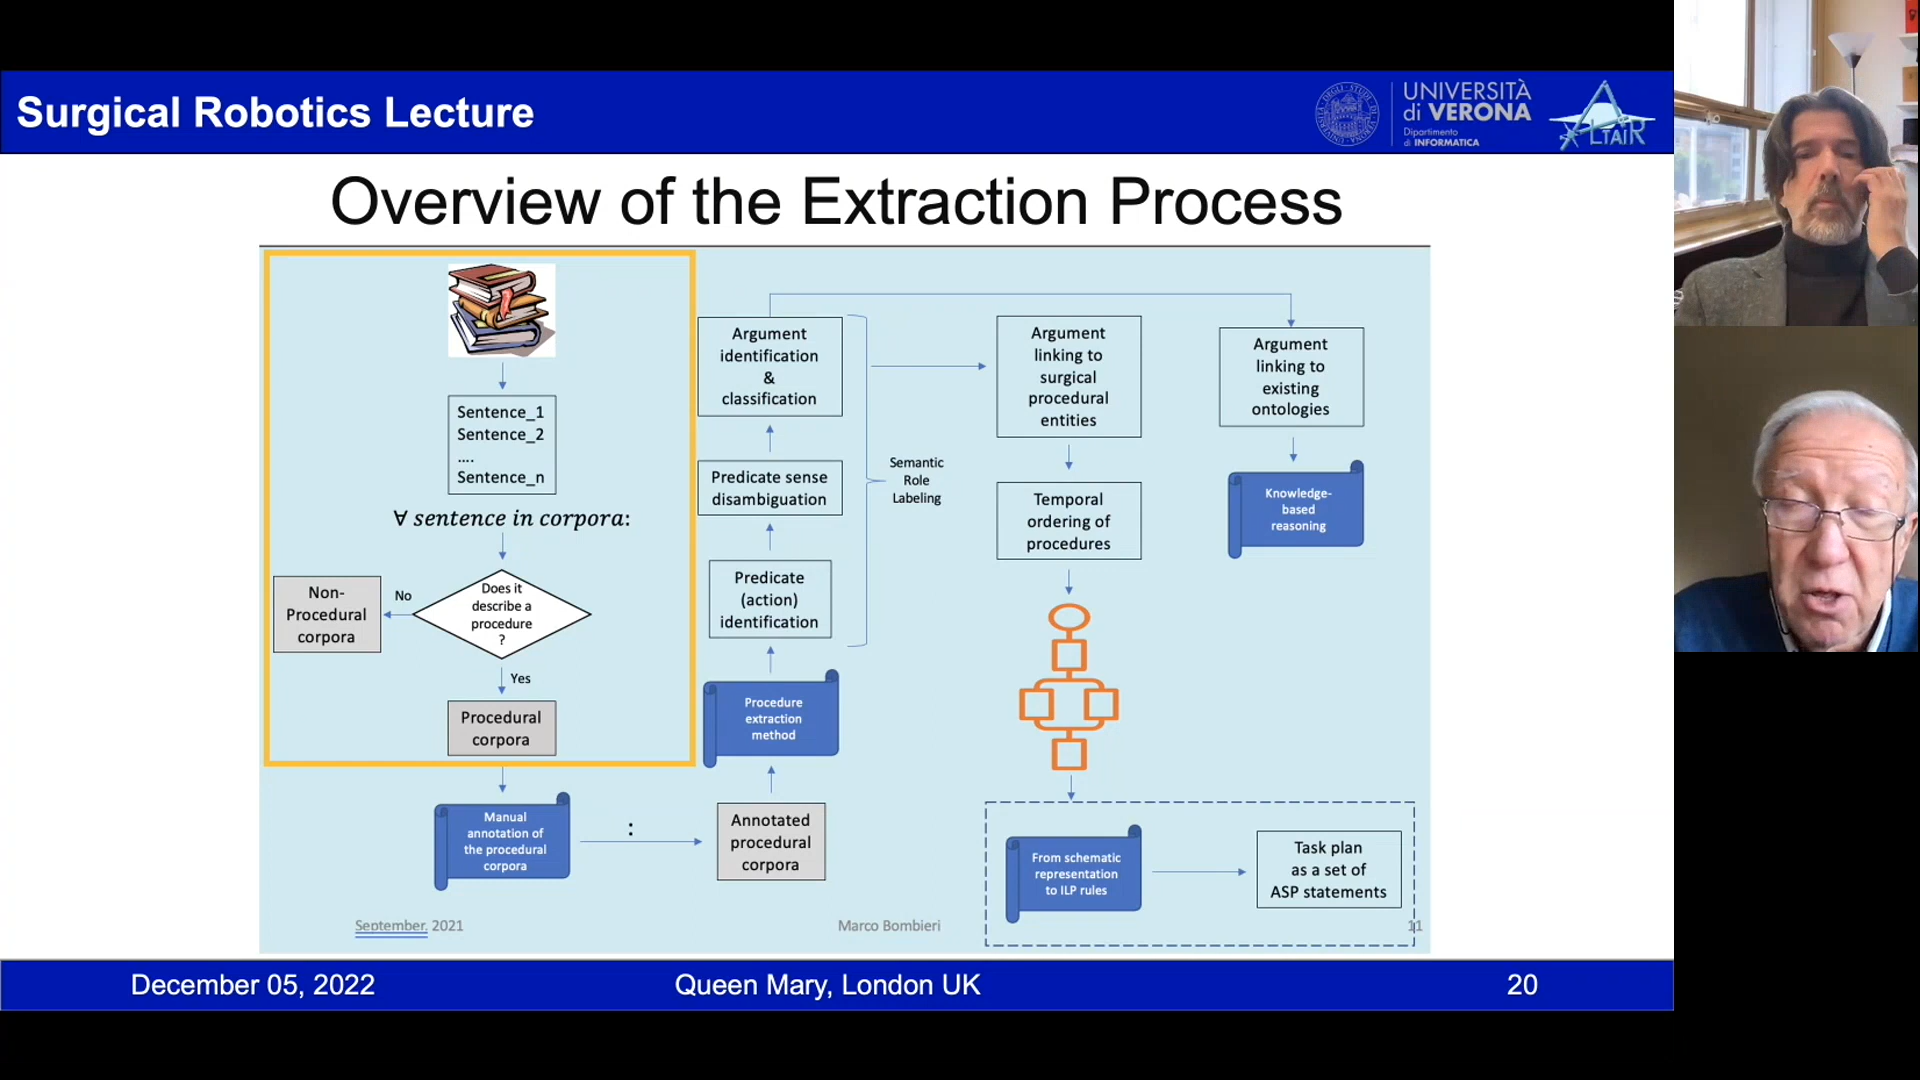 Surgical Robotics Lecture
UNIVERSITÀ
di VERONA
Dipartimento
di INFORMATICA
ALTAIR
Overview of the Extraction Process
Sentence_1
Sentence_2
....
Sentence_n
∀ sentence in corpora:
Does it
describe a
procedure
?
No
Non-
Procedural
corpora
Yes
Procedural
corpora
Manual
annotation of
the procedural
corpora
:
Annotated
procedural
corpora
Procedure
extraction
method
Predicate
(action)
identification
Predicate sense
disambiguation
Argument
identification
&
classification
Semantic
Role
Labeling
Argument
linking to
surgical
procedural
entities
Temporal
ordering of
procedures
Argument
linking to
existing
ontologies
Knowledge-
based
reasoning
From schematic
representation
to ILP rules
Task plan
as a set of
ASP statements
September. 2021
Marco Bombieri
11
December 05, 2022
Queen Mary, London UK
20